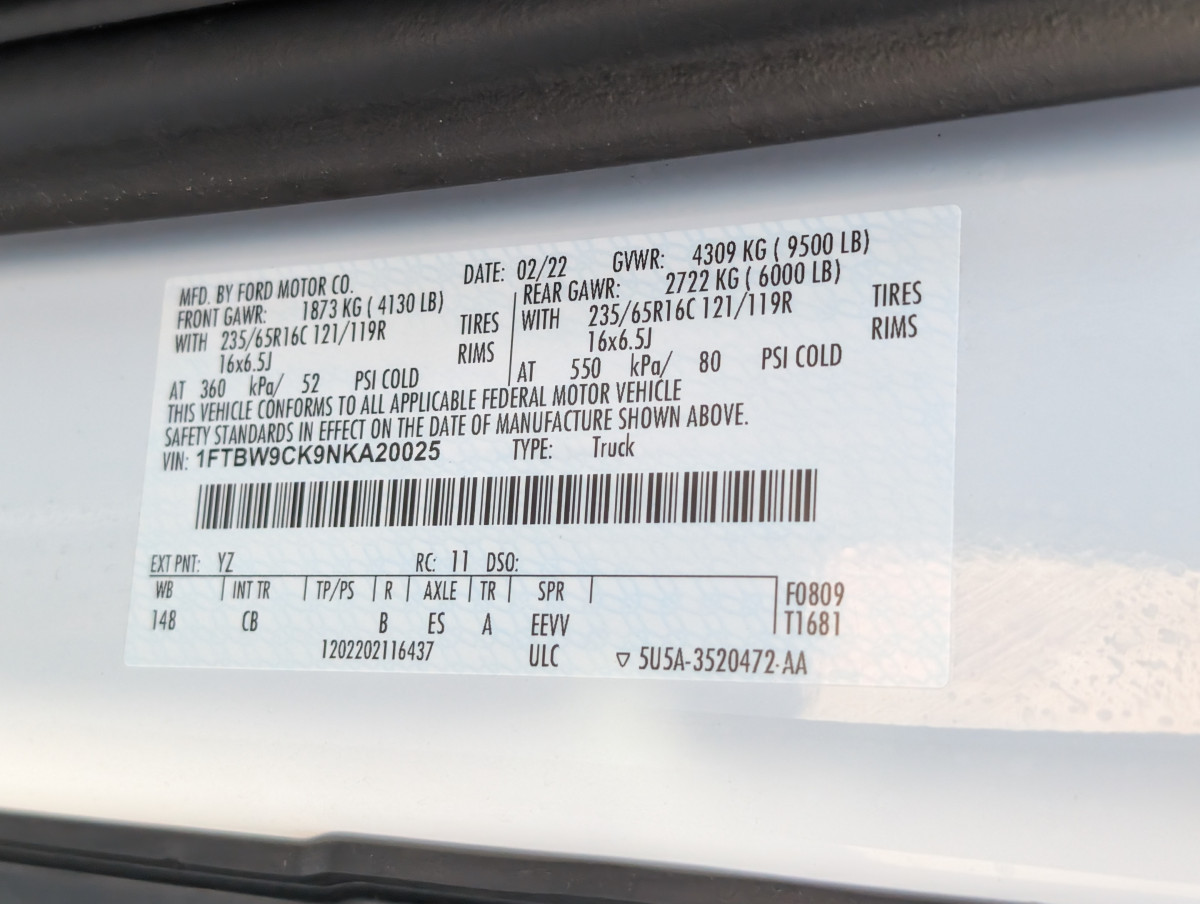 MFD. BY FORD MOTOR CO. DATE: 02/22 GVWR: 4309 KG ( 9500 LB)
FRONT GAWR: 1873 KG ( 4130 LB) REAR GAWR: 2722 KG ( 6000 LB)
WITH 235/65R16C 121/119R TIRES WITH 235/65R16C 121/119R TIRES
16x6.5J RIMS 16x6.5J RIMS
AT 360 kPa/ 52 PSI COLD AT 550 kPa/ 80 PSI COLD
THIS VEHICLE CONFORMS TO ALL APPLICABLE FEDERAL MOTOR VEHICLE
SAFETY STANDARDS IN EFFECT ON THE DATE OF MANUFACTURE SHOWN ABOVE.
VIN: 1FTBW9CK9NKA20025 TYPE: Truck
EXT PNT: YZ RC: 11 DSO:
WB INT TR TP/PS R AXLE TR SPR F0809
148 CB B ES A EEVV T1681
1202202116437 ULC ▽ 5U5A-3520472-AA